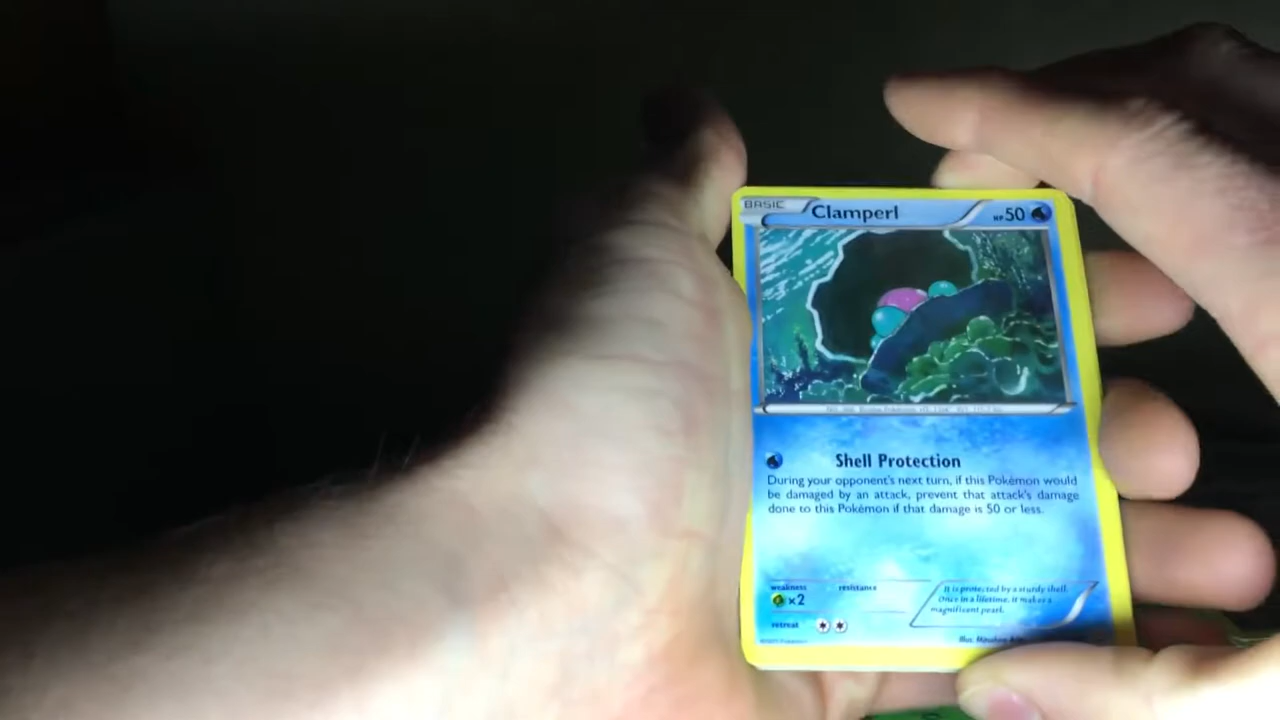 BASIC
Clamperl
HP 50
Shell Protection
During your opponent's next turn, if this Pokémon would
be damaged by an attack, prevent that attack's damage
done to this Pokémon if that damage is 50 or less.
weakness
resistance
×2
retreat
It is protected by a sturdy shell.
Once in a lifetime, it makes a
magnificent pearl.
Illus.